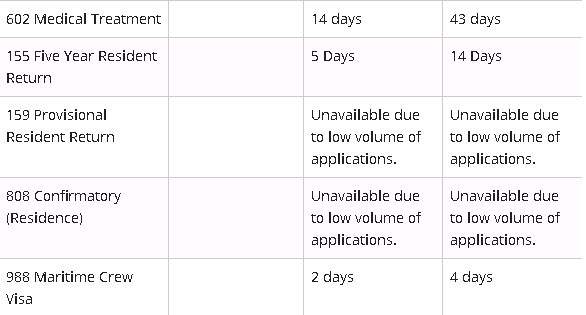 602 Medical Treatment 14 days 43 days
155 Five Year Resident 5 Days 14 Days
Return
159 Provisional Unavailable due Unavailable due
Resident Return to low volume of to low volume of
applications. applications.
808 Confirmatory Unavailable due Unavailable due
(Residence) to low volume of to low volume of
applications. applications.
988 Maritime Crew 2 days 4 days
Visa